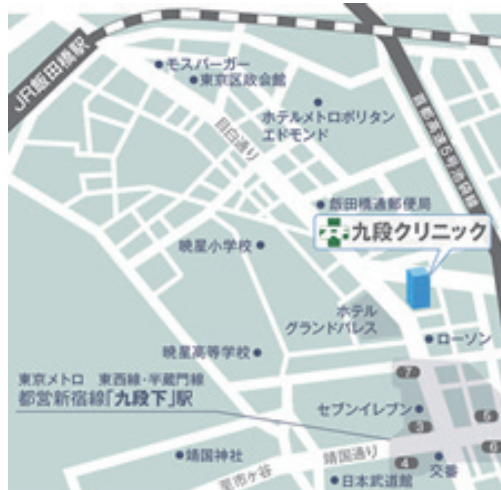 JR飯田橋駅
モスバーガー
東京区政会館
首都高速5号池袋線
ホテルメトロポリタン
エドモンド
目白通り
飯田橋通郵便局
九段クリニック
暁星小学校
ホテル
グランドパレス
ローソン
暁星高等学校
7
東京メトロ 東西線・半蔵門線
都営新宿線「九段下」駅
セブンイレブン
3
5
6
靖国神社
靖国通り
至市ヶ谷
4
交番
日本武道館